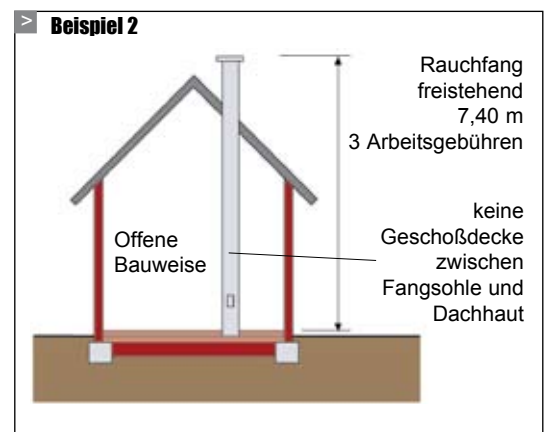 >
Beispiel 2
Rauchfang
freistehend
7,40 m
3 Arbeitsgebühren
Offene
Bauweise
keine
Geschoßdecke
zwischen
Fangsohle und
Dachhaut